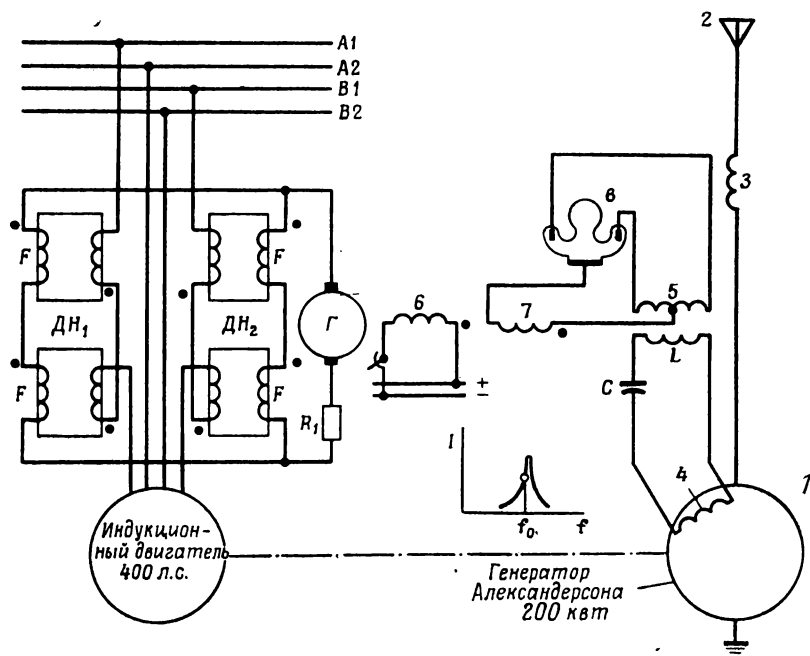 A1
A2
B1
B2
2
3
8
F
F
ДН₁
ДН₂
Г
F
F
R₁
6
+
−
7
5
L
C
I
f₀
f
4
1
Индукцион-
ный двигатель
400 л.с.
Генератор
Александерсона
200 квт